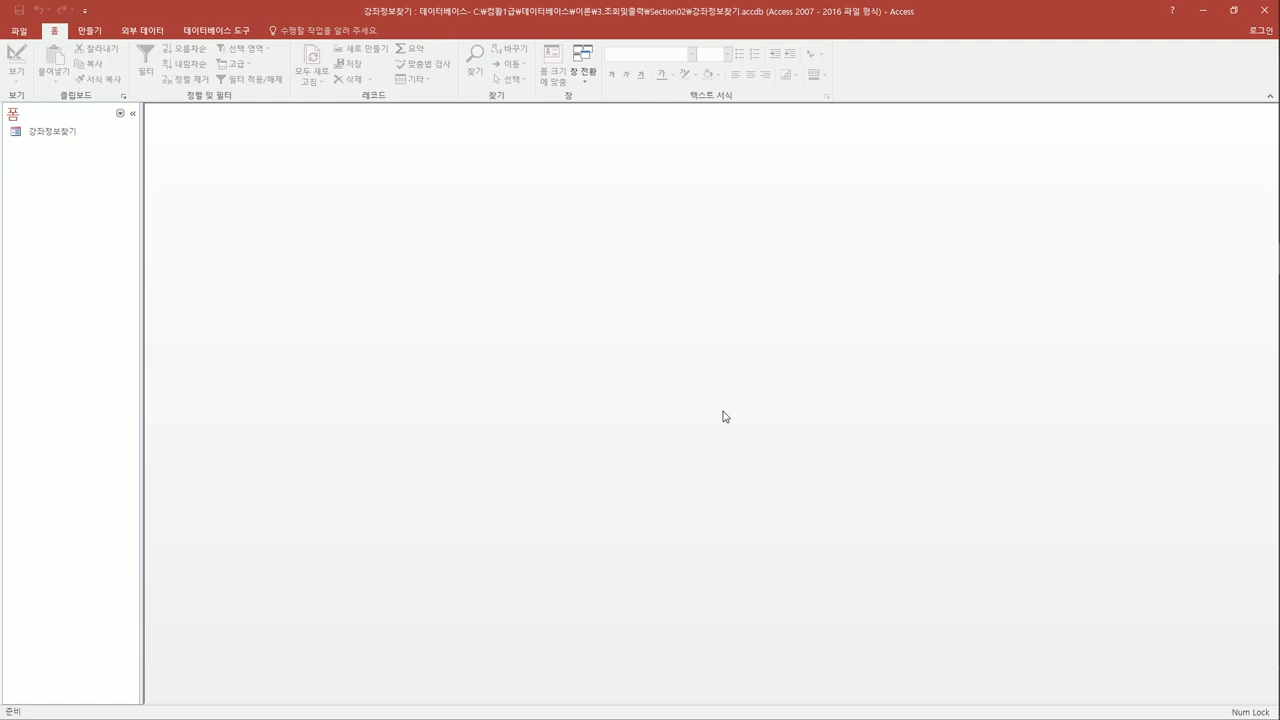 강좌정보찾기 : 데이터베이스- C:₩컴활1급₩데이터베이스₩이론₩3.조회및출력₩Section02₩강좌정보찾기.accdb (Access 2007 - 2016 파일 형식) - Access
파일 홈 만들기 외부 데이터 데이터베이스 도구 수행할 작업을 알려 주세요. 로그인
보기
붙여넣기
잘라내기
복사
서식 복사
필터
오름차순
내림차순
정렬 제거
선택 영역
고급
필터 적용/해제
모두 새로 고침
새로 만들기
저장
삭제
요약
맞춤법 검사
기타
찾기
바꾸기
이동
선택
폼 크기에 맞춤
창 전환
가 가 가
보기 클립보드 정렬 및 필터 레코드 찾기 창 텍스트 서식
폼
강좌정보찾기
준비 Num Lock